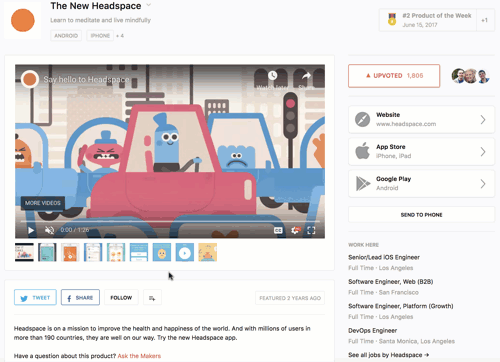 The New Headspace
Learn to meditate and live mindfully
ANDROID IPHONE + 4
#2 Product of the Week
June 15, 2017
+1
Say hello to Headspace
Watch later Share
MORE VIDEOS
0:00 / 1:26
CC
HD
UPVOTED 1,866
Website
www.headspace.com
App Store
iPhone, iPad
Google Play
Android
SEND TO PHONE
WORK HERE
Senior/Lead iOS Engineer
Full Time · Los Angeles
Software Engineer, Web (B2B)
Full Time · San Francisco
Software Engineer, Platform (Growth)
Full Time · Los Angeles
DevOps Engineer
Full Time · Santa Monica, Los Angeles
See all jobs by Headspace →
TWEET SHARE FOLLOW FEATURED 2 YEARS AGO
Headspace is on a mission to improve the health and happiness of the world. And with millions of users in
more than 190 countries, they are well on our way. Try the new Headspace app.
Have a question about this product? Ask the Makers